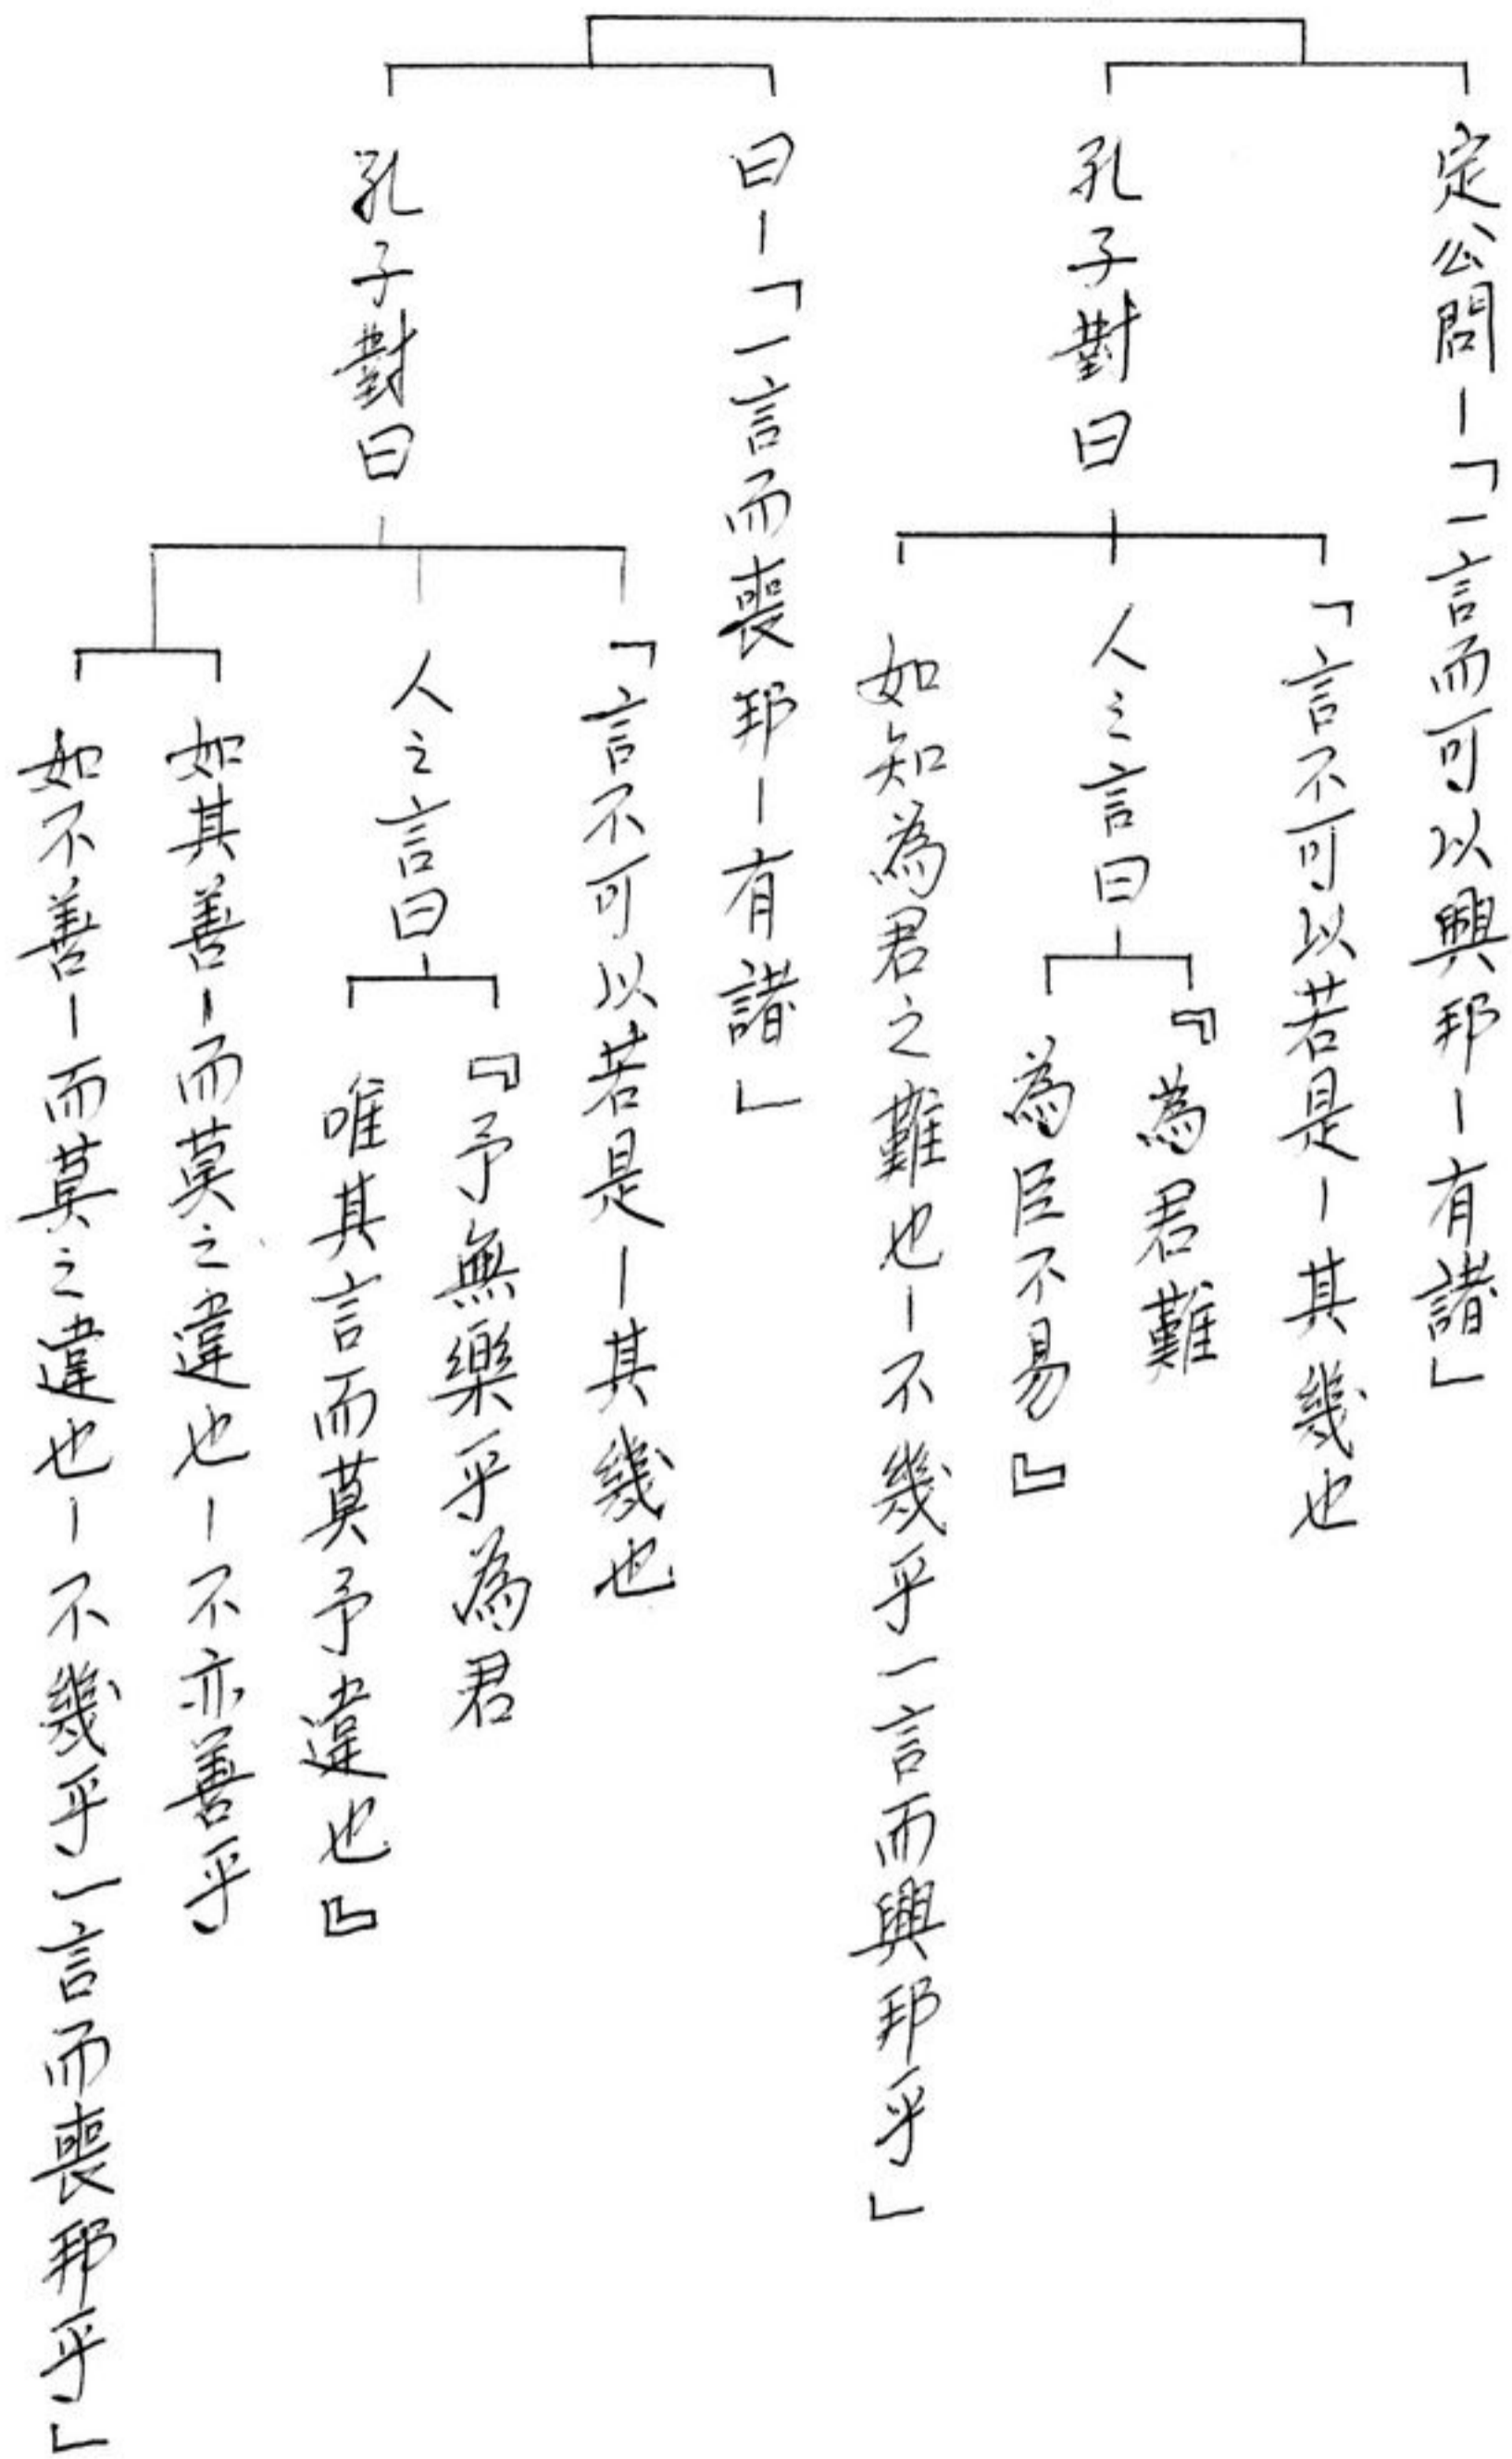 定公問－「一言而可以興邦－有諸」
孔子對曰
「言不可以若是－其幾也
人之言曰
『為君難
為臣不易』
如知為君之難也－不幾乎一言而興邦乎」
曰－「一言而喪邦－有諸」
孔子對曰
「言不可以若是－其幾也
人之言曰
『予無樂乎為君
唯其言而莫予違也』
如其善－而莫之違也－不亦善乎
如不善－而莫之違也－不幾乎一言而喪邦乎」